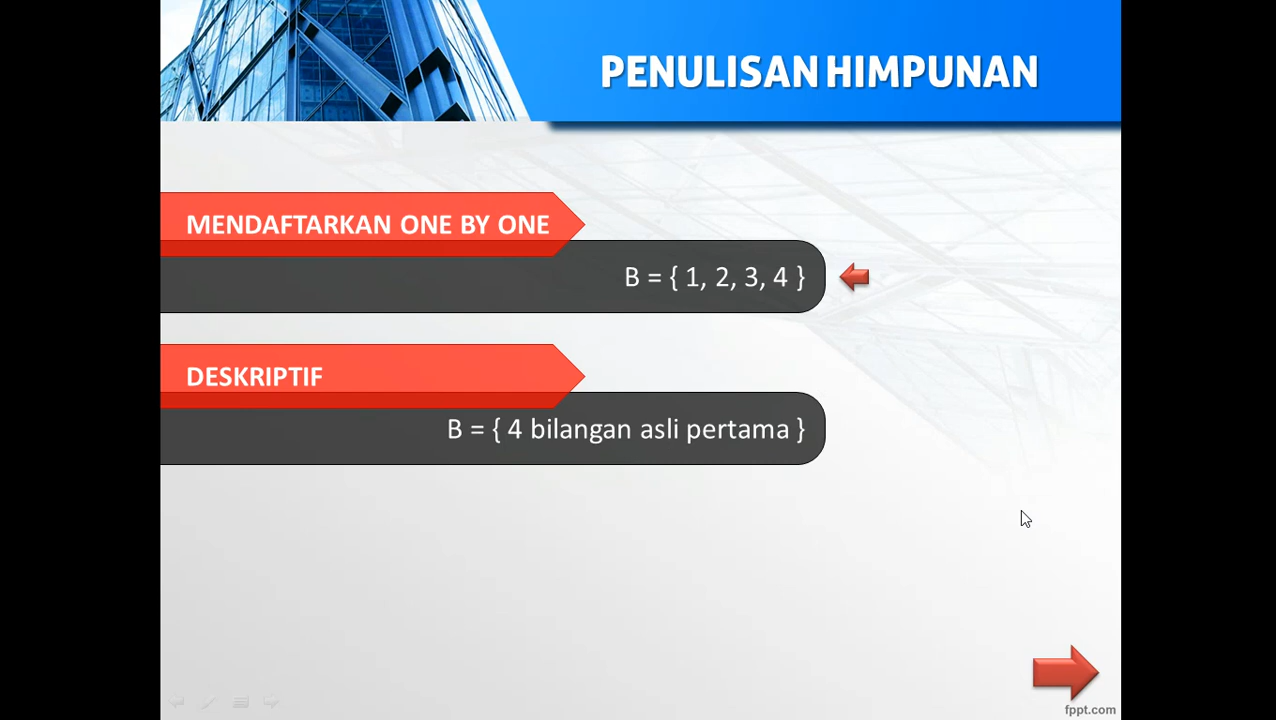 PENULISAN HIMPUNAN
MENDAFTARKAN ONE BY ONE
B = { 1, 2, 3, 4 }
DESKRIPTIF
B = { 4 bilangan asli pertama }
fppt.com